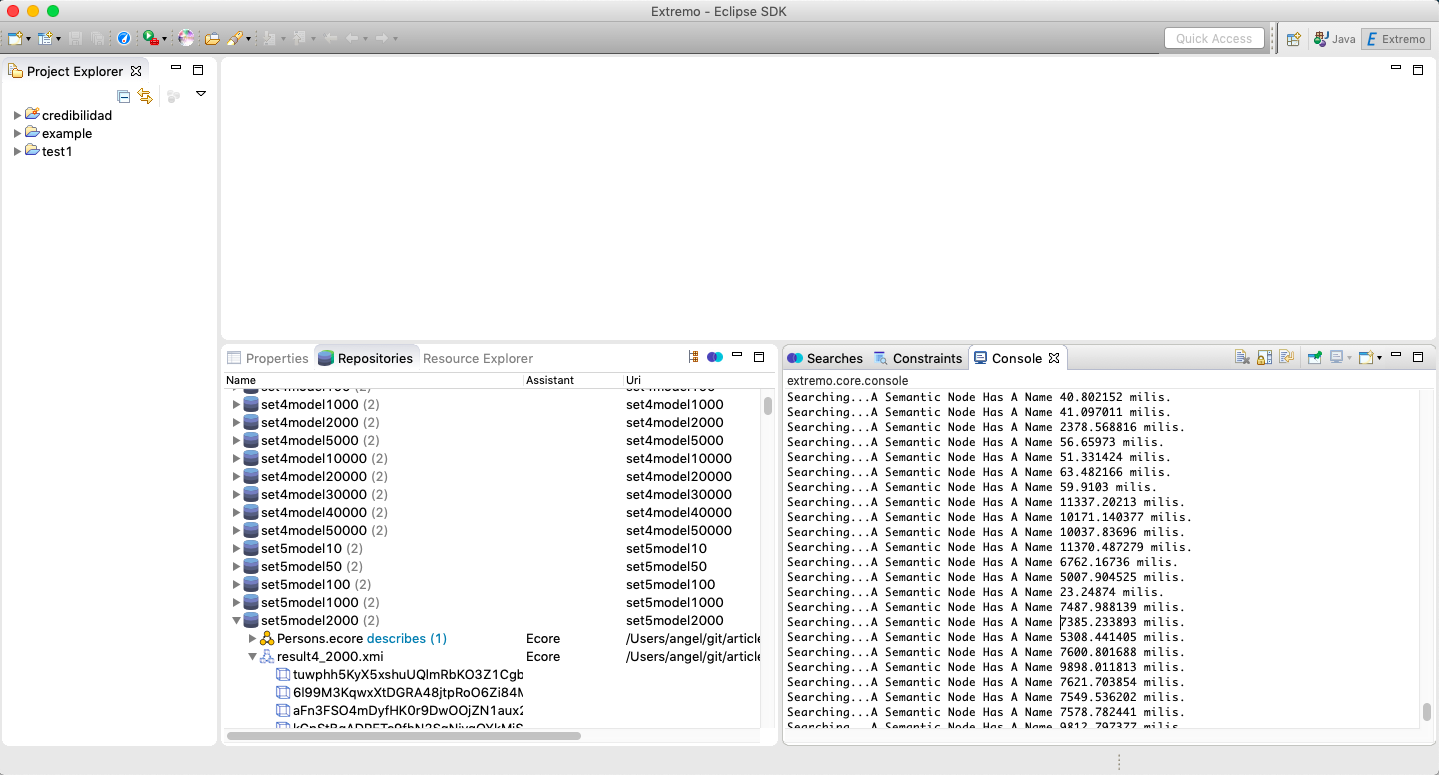 Extremo - Eclipse SDK
Quick Access
Java
Extremo
Project Explorer
credibilidad
example
test1
Properties
Repositories
Resource Explorer
Name Assistant Uri
set4model100 (2) set4model100
set4model1000 (2) set4model1000
set4model2000 (2) set4model2000
set4model5000 (2) set4model5000
set4model10000 (2) set4model10000
set4model20000 (2) set4model20000
set4model30000 (2) set4model30000
set4model40000 (2) set4model40000
set4model50000 (2) set4model50000
set5model10 (2) set5model10
set5model50 (2) set5model50
set5model100 (2) set5model100
set5model1000 (2) set5model1000
set5model2000 (2) set5model2000
Persons.ecore describes (1) Ecore /Users/angel/git/article
result4_2000.xmi Ecore /Users/angel/git/article
tuwphh5KyX5xshuUQlmRbKO3Z1Cgb
6l99M3KqwxXtDGRA48jtpRoO6Zi84M
aFn3FSO4mDyfHK0r9DwOOjZN1aux2
Searches
Constraints
Console
extremo.core.console
Searching...A Semantic Node Has A Name 40.802152 milis.
Searching...A Semantic Node Has A Name 41.097011 milis.
Searching...A Semantic Node Has A Name 2378.568816 milis.
Searching...A Semantic Node Has A Name 56.65973 milis.
Searching...A Semantic Node Has A Name 51.331424 milis.
Searching...A Semantic Node Has A Name 63.482166 milis.
Searching...A Semantic Node Has A Name 59.9103 milis.
Searching...A Semantic Node Has A Name 11337.20213 milis.
Searching...A Semantic Node Has A Name 10171.140377 milis.
Searching...A Semantic Node Has A Name 10037.83696 milis.
Searching...A Semantic Node Has A Name 11370.487279 milis.
Searching...A Semantic Node Has A Name 6762.16736 milis.
Searching...A Semantic Node Has A Name 5007.904525 milis.
Searching...A Semantic Node Has A Name 23.24874 milis.
Searching...A Semantic Node Has A Name 7487.988139 milis.
Searching...A Semantic Node Has A Name 7385.233893 milis.
Searching...A Semantic Node Has A Name 5308.441405 milis.
Searching...A Semantic Node Has A Name 7600.801688 milis.
Searching...A Semantic Node Has A Name 9898.011813 milis.
Searching...A Semantic Node Has A Name 7621.703854 milis.
Searching...A Semantic Node Has A Name 7549.536202 milis.
Searching...A Semantic Node Has A Name 7578.782441 milis.
Searching...A Semantic Node Has A Name 9812.797377 milis.